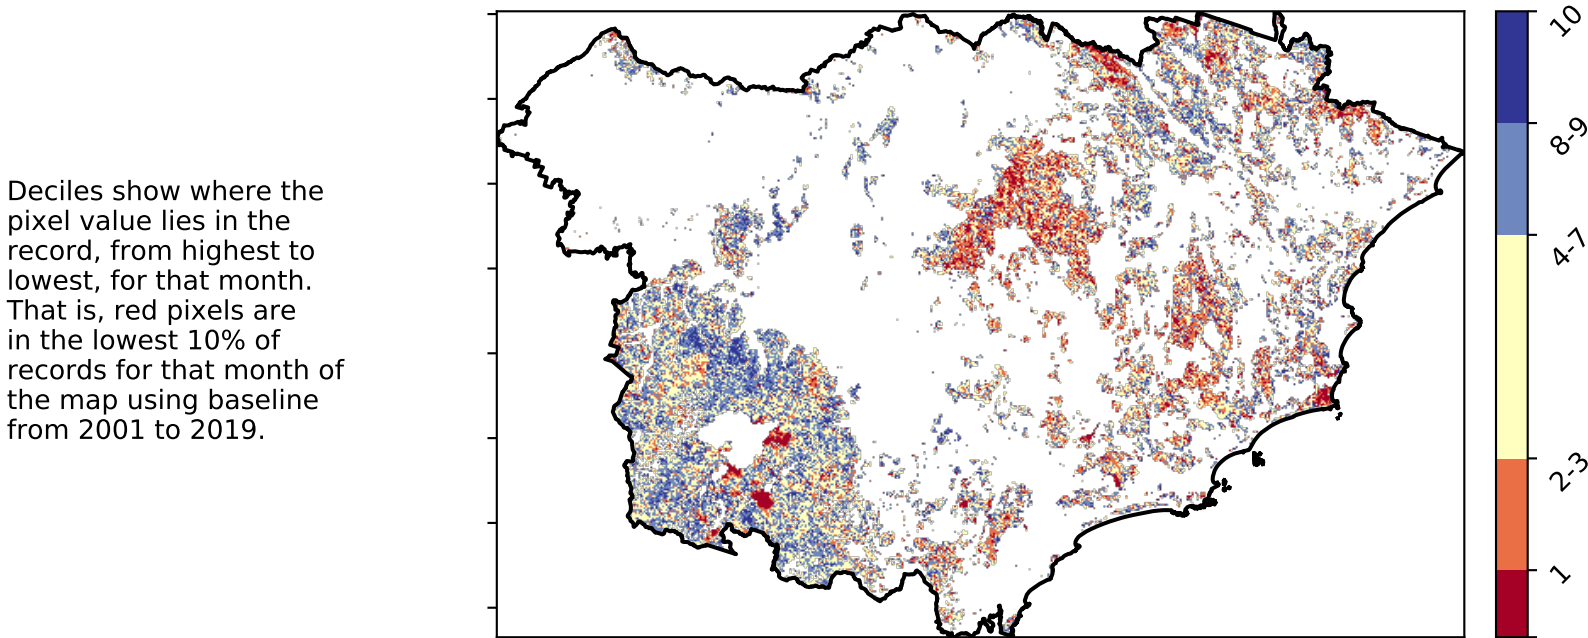 Deciles show where the
pixel value lies in the
record, from highest to
lowest, for that month.
That is, red pixels are
in the lowest 10% of
records for that month of
the map using baseline
from 2001 to 2019.
10
8-9
4-7
2-3
1